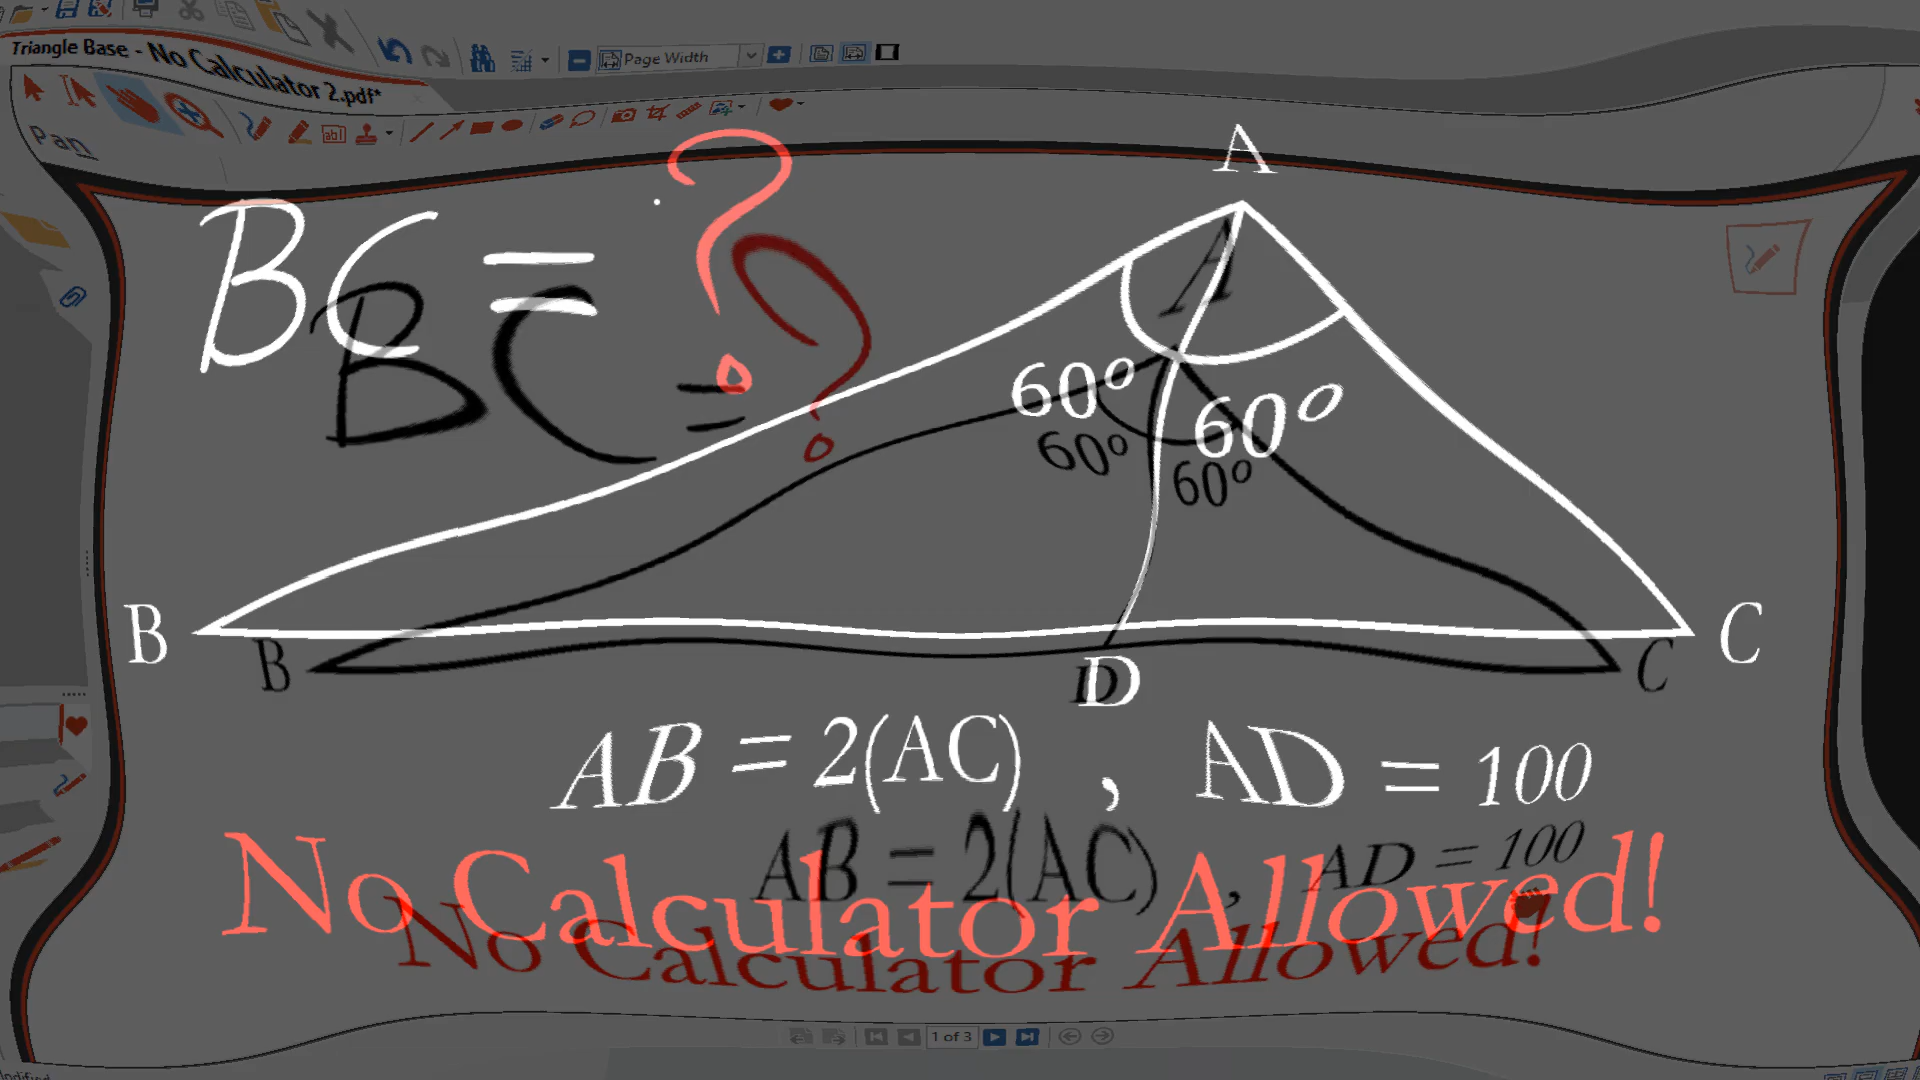 Triangle Base - No Calculator 2.pdf*
Page Width
Pan
A
BC = ?
A
BC = ?
60° 60°
60° 60°
B C
B C
D
D
AB = 2(AC) , AD = 100
AB = 2(AC) , AD = 100
No Calculator Allowed!
No Calculator Allowed!
1 of 3